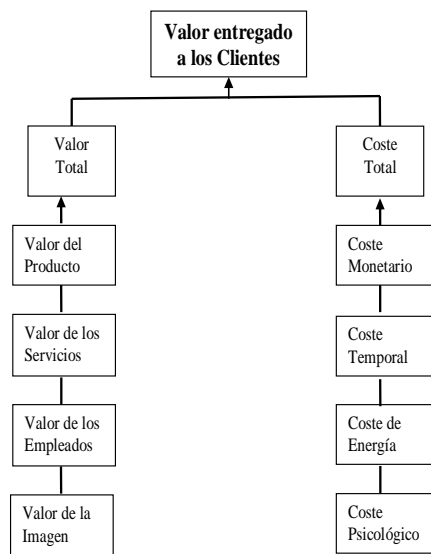 Valor entregado
a los Clientes
Valor
Total
Coste
Total
Valor del
Producto
Coste
Monetario
Valor de los
Servicios
Coste
Temporal
Valor de los
Empleados
Coste de
Energía
Valor de la
Imagen
Coste
Psicológico